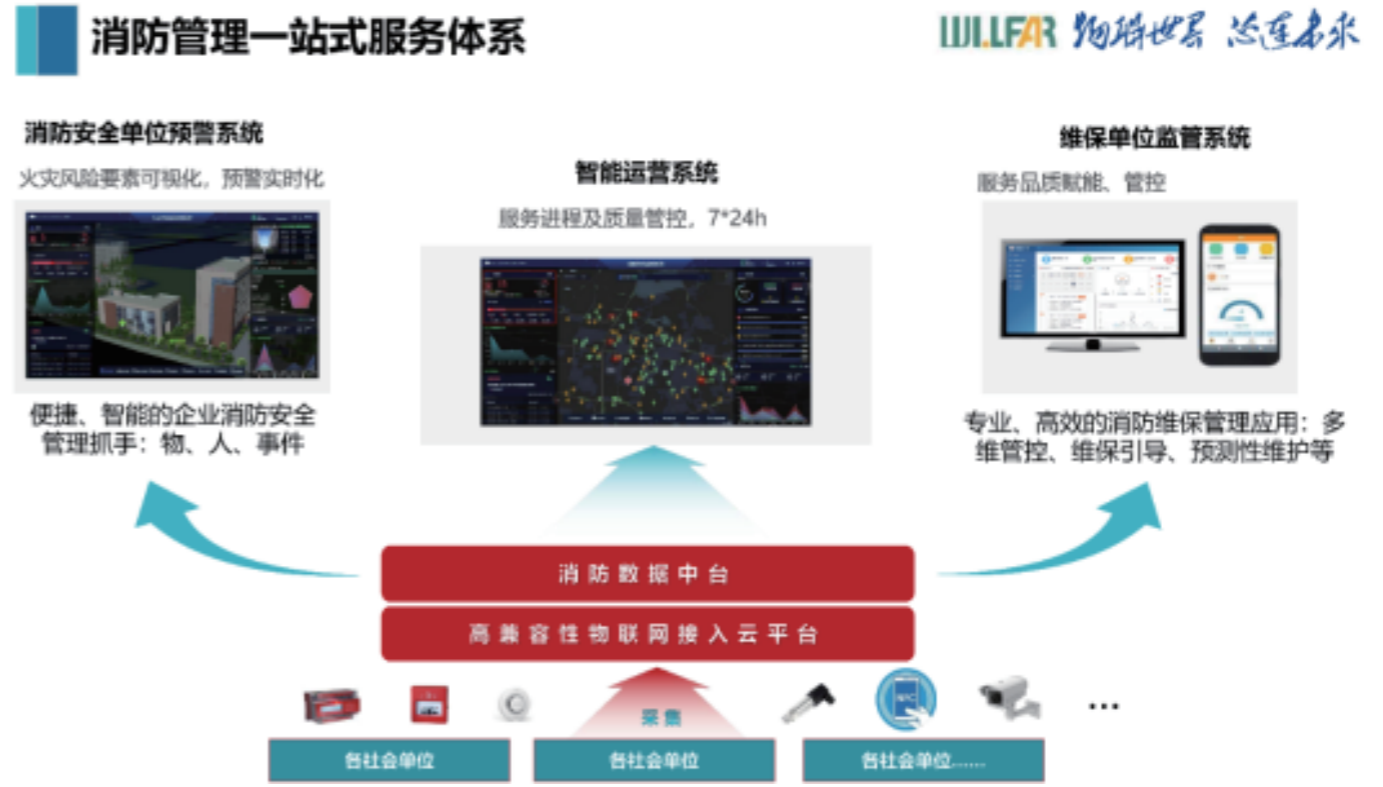 消防管理一站式服务体系
WILLFAR 物联世界 芯连未来
消防安全单位预警系统
火灾风险要素可视化，预警实时化
智能运营系统
服务进程及质量管控，7*24h
维保单位监管系统
服务品质赋能、管控
便捷、智能的企业消防安全
管理抓手：物、人、事件
专业、高效的消防维保管理应用：多
维管控、维保引导、预测性维护等
消防数据中台
高兼容性物联网接入云平台
采集
NFC
...
各社会单位
各社会单位
各社会单位......